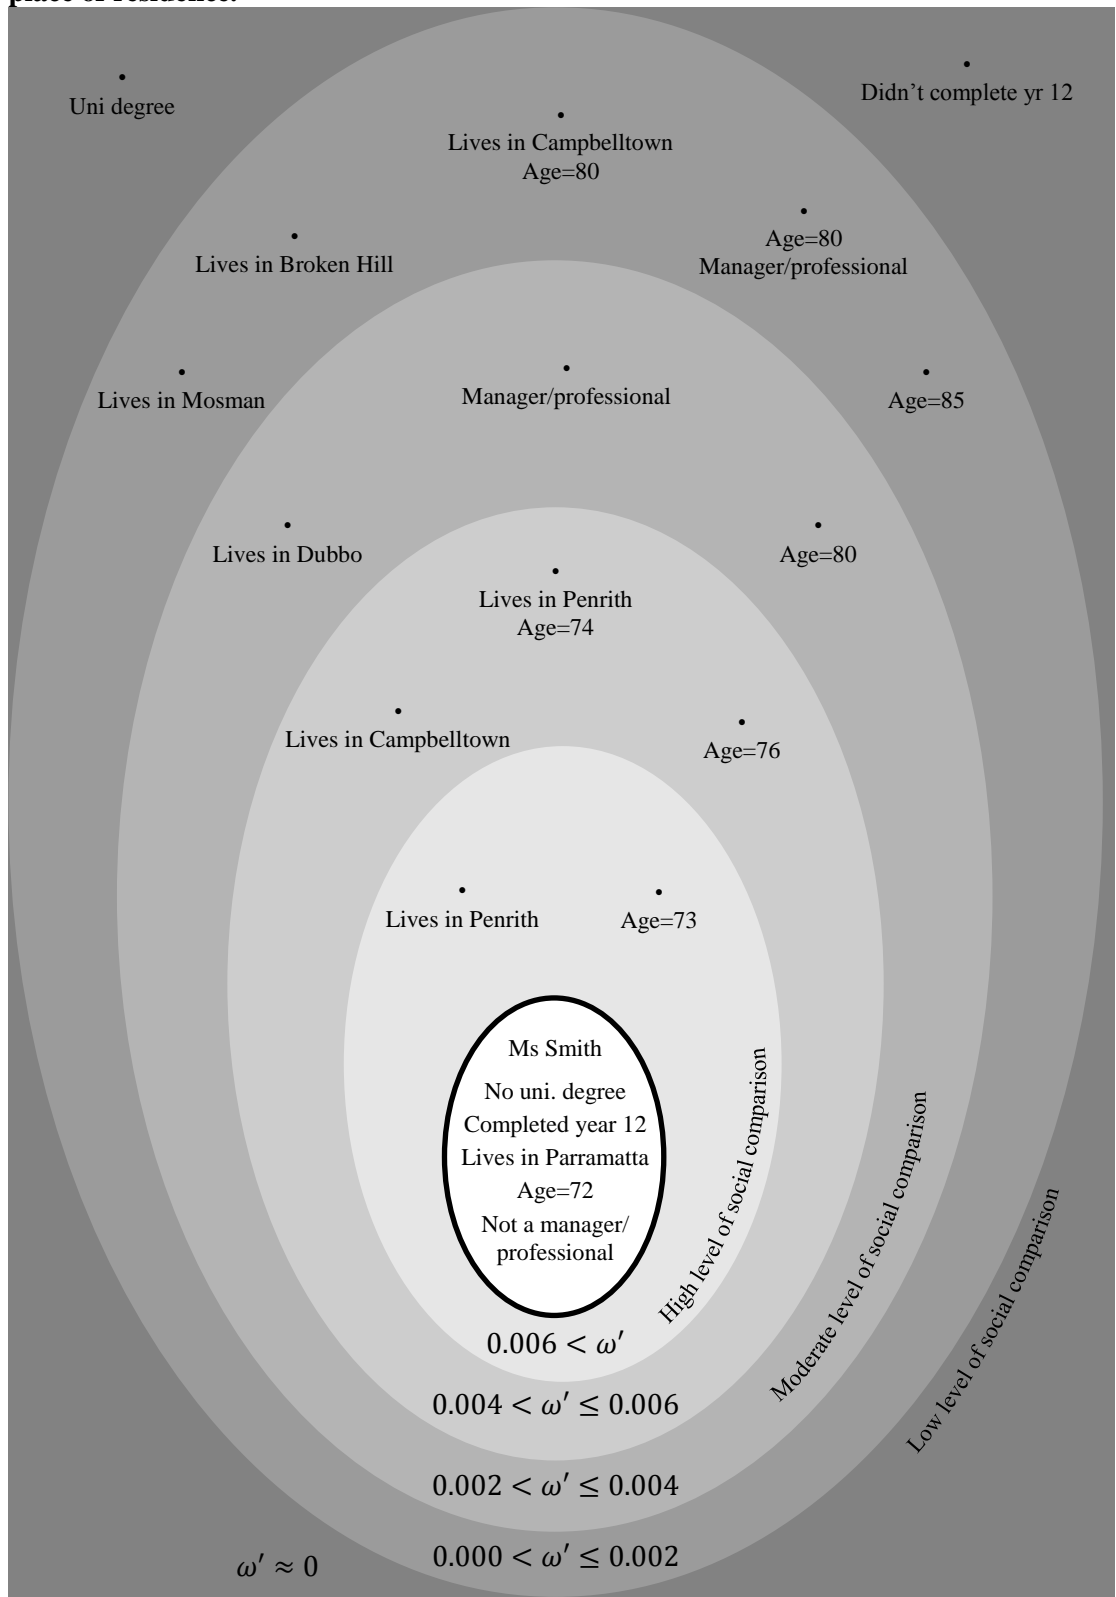 place of residence.
Uni degree
Didn't complete yr 12
Lives in Campbelltown
Age=80
Lives in Broken Hill
Age=80
Manager/professional
Lives in Mosman
Manager/professional
Age=85
Lives in Dubbo
Age=80
Lives in Penrith
Age=74
Lives in Campbelltown
Age=76
Lives in Penrith
Age=73
Ms Smith
No uni. degree
Completed year 12
Lives in Parramatta
Age=72
Not a manager/
professional
High level of social comparison
Moderate level of social comparison
Low level of social comparison
0.006 < ω′
0.004 < ω′ ≤ 0.006
0.002 < ω′ ≤ 0.004
0.000 < ω′ ≤ 0.002
ω′ ≈ 0